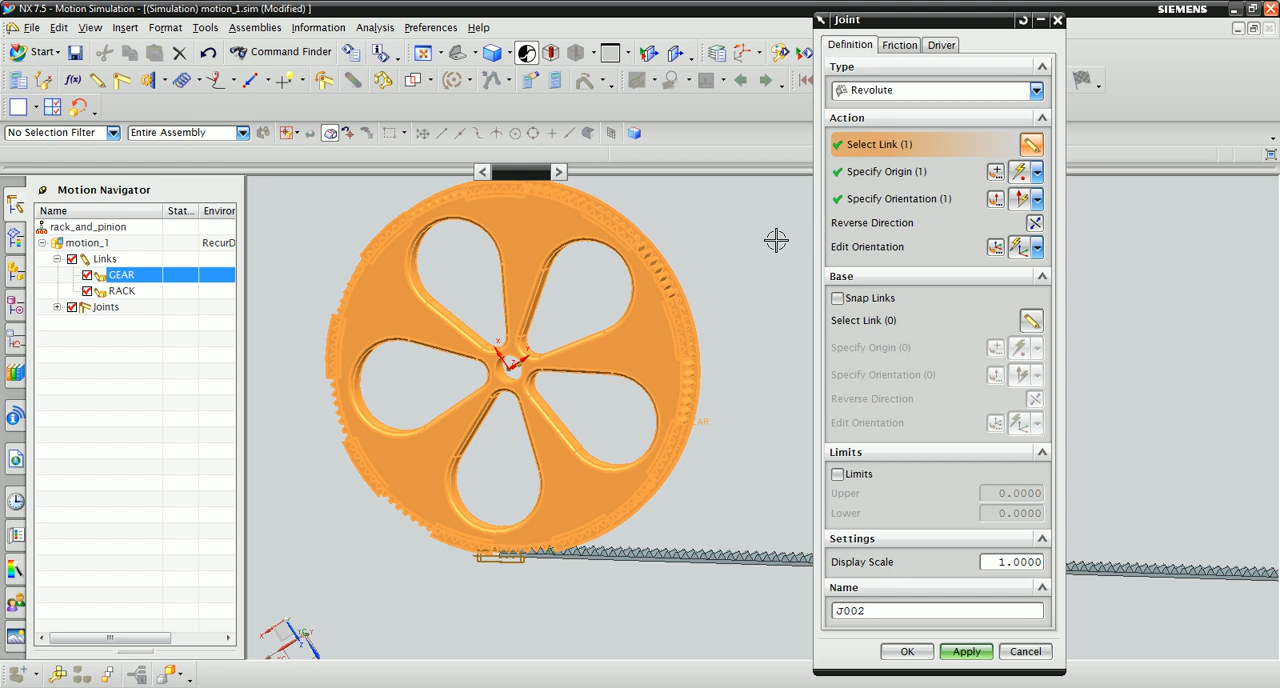 NX 7.5 - Motion Simulation - [(Simulation) motion_1.sim (Modified) ]
SIEMENS
File Edit View Insert Format Tools Assemblies Information Analysis Preferences Help
Start
Command Finder
No Selection Filter
Entire Assembly
Motion Navigator
Name Stat... Environ
rack_and_pinion
motion_1 RecurD
Links
GEAR
RACK
Joints
X
Y
Z
Joint
Definition Friction Driver
Type
Revolute
Action
Select Link (1)
Specify Origin (1)
Specify Orientation (1)
Reverse Direction
Edit Orientation
Base
Snap Links
Select Link (0)
Specify Origin (0)
Specify Orientation (0)
Reverse Direction
Edit Orientation
Limits
Limits
Upper 0.0000
Lower 0.0000
Settings
Display Scale 1.0000
Name
J002
OK Apply Cancel